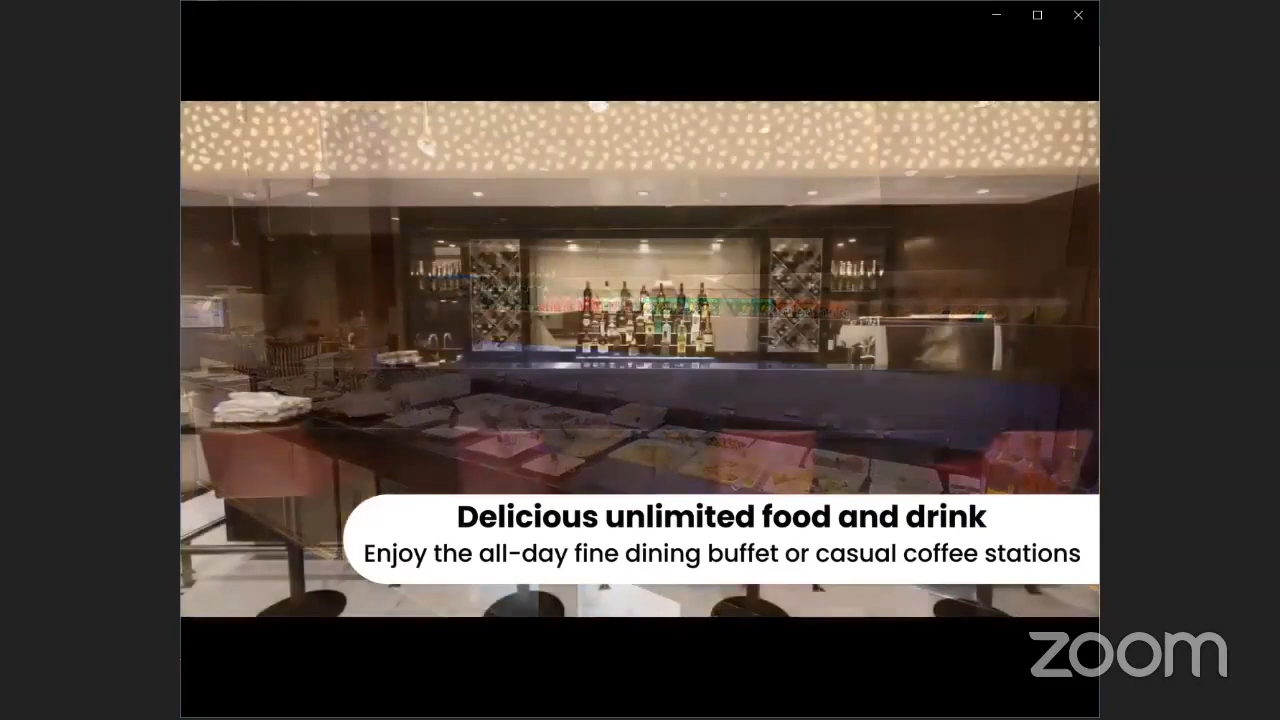 Delicious unlimited food and drink
Enjoy the all-day fine dining buffet or casual coffee stations
zoom